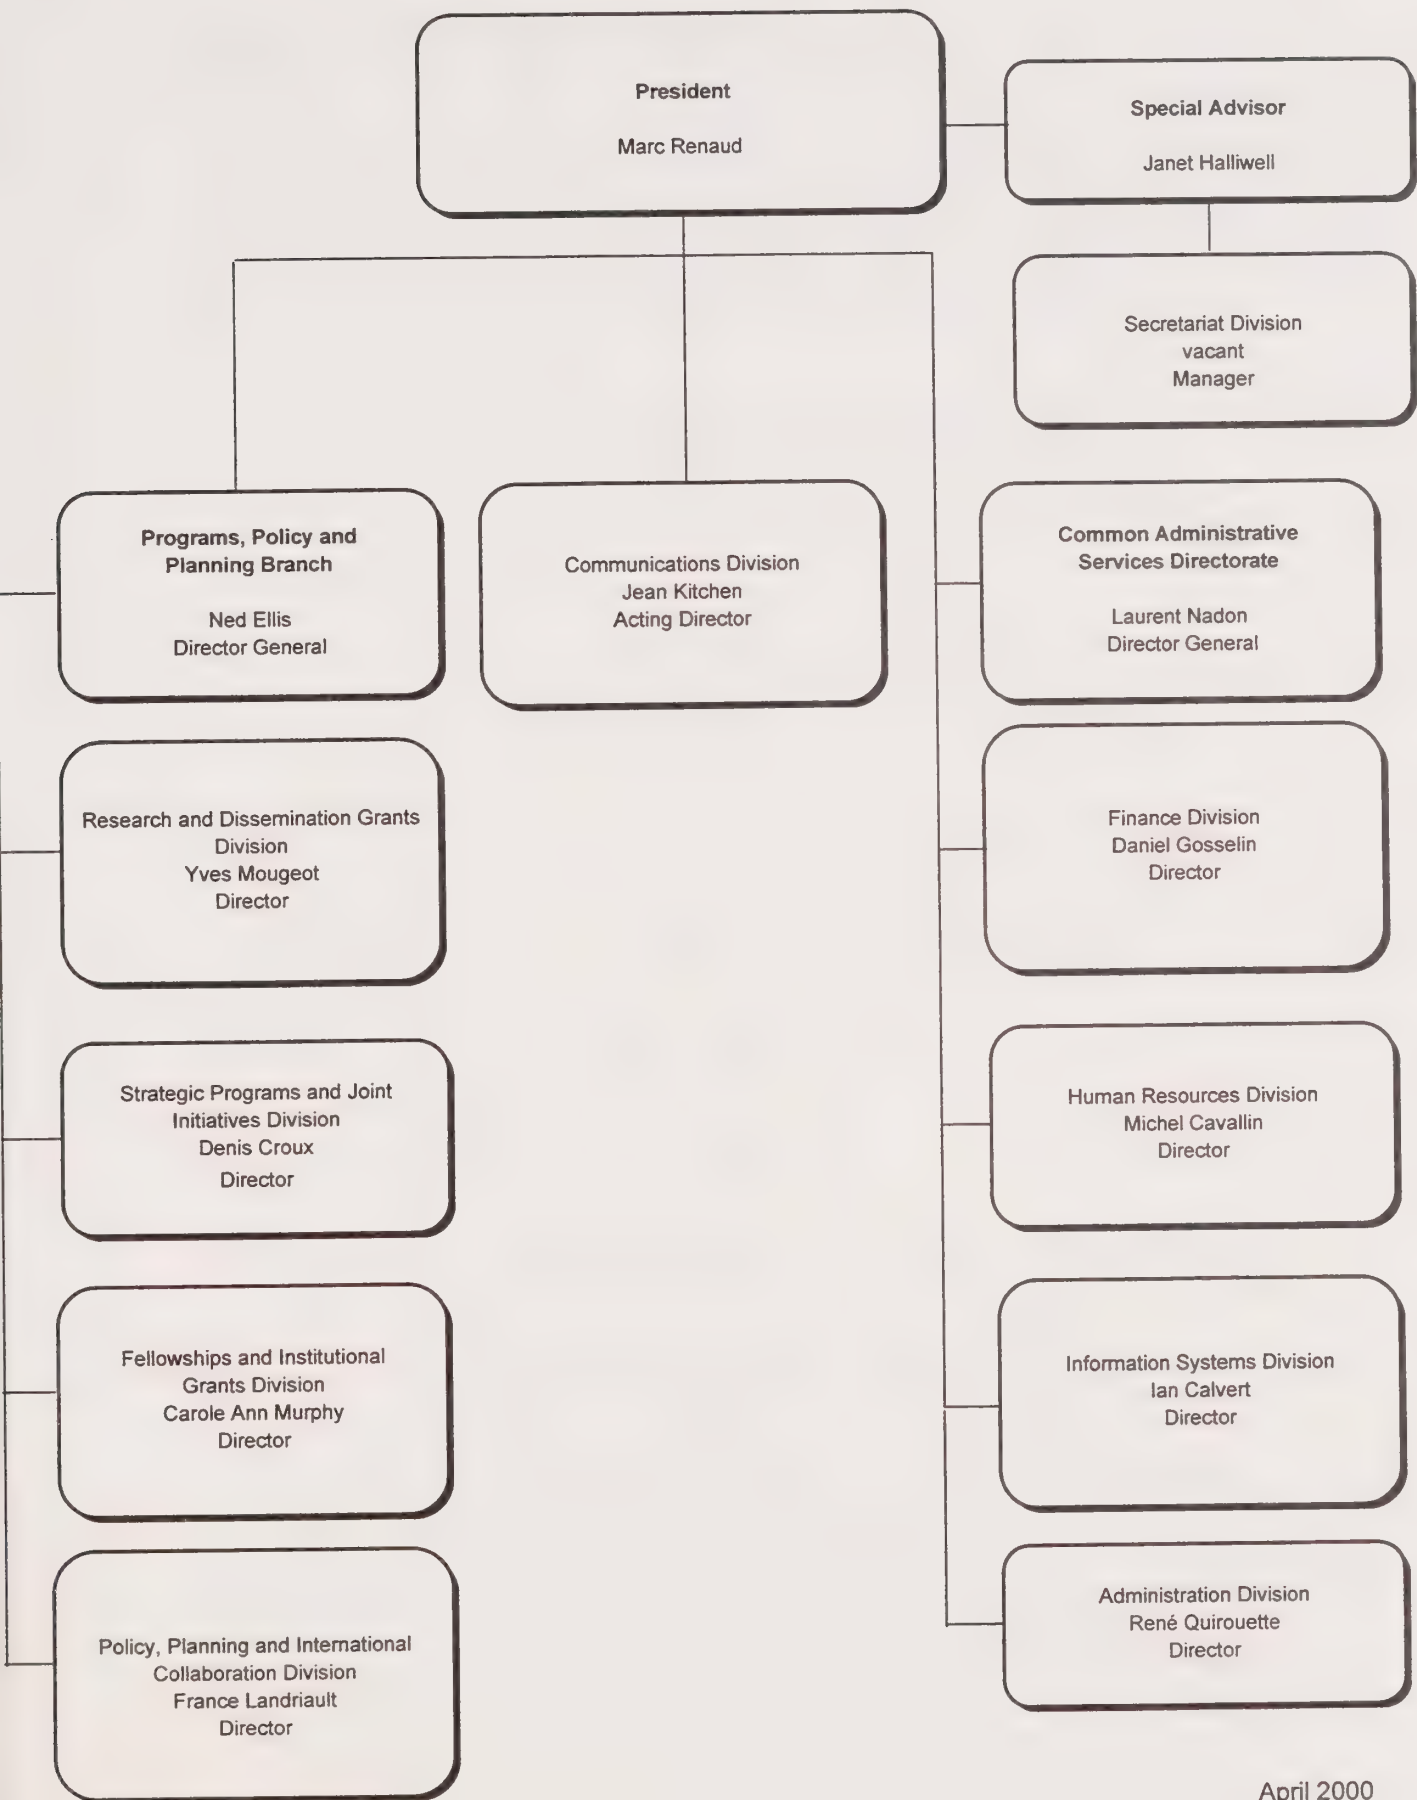 President
Marc Renaud
Special Advisor
Janet Halliwell
Secretariat Division
vacant
Manager
Programs, Policy and
Planning Branch
Ned Ellis
Director General
Communications Division
Jean Kitchen
Acting Director
Common Administrative
Services Directorate
Laurent Nadon
Director General
Research and Dissemination Grants
Division
Yves Mougeot
Director
Finance Division
Daniel Gosselin
Director
Strategic Programs and Joint
Initiatives Division
Denis Croux
Director
Human Resources Division
Michel Cavallin
Director
Fellowships and Institutional
Grants Division
Carole Ann Murphy
Director
Information Systems Division
Ian Calvert
Director
Policy, Planning and International
Collaboration Division
France Landriault
Director
Administration Division
René Quirouette
Director
April 2000